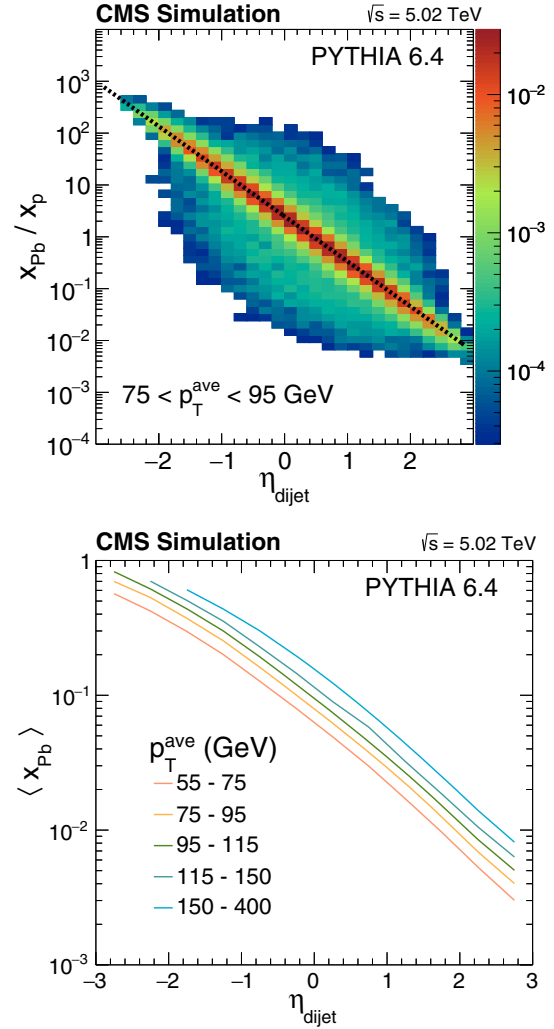 CMS Simulation √s = 5.02 TeV
PYTHIA 6.4
10³
10²
10
1
10⁻¹
10⁻²
10⁻³
10⁻⁴
x_Pb / x_p
75 < p_T^ave < 95 GeV
−2 −1 0 1 2
η_dijet
10⁻²
10⁻³
10⁻⁴
CMS Simulation √s = 5.02 TeV
PYTHIA 6.4
1
10⁻¹
10⁻²
10⁻³
⟨ x_Pb ⟩
p_T^ave (GeV)
55 - 75
75 - 95
95 - 115
115 - 150
150 - 400
−3 −2 −1 0 1 2 3
η_dijet